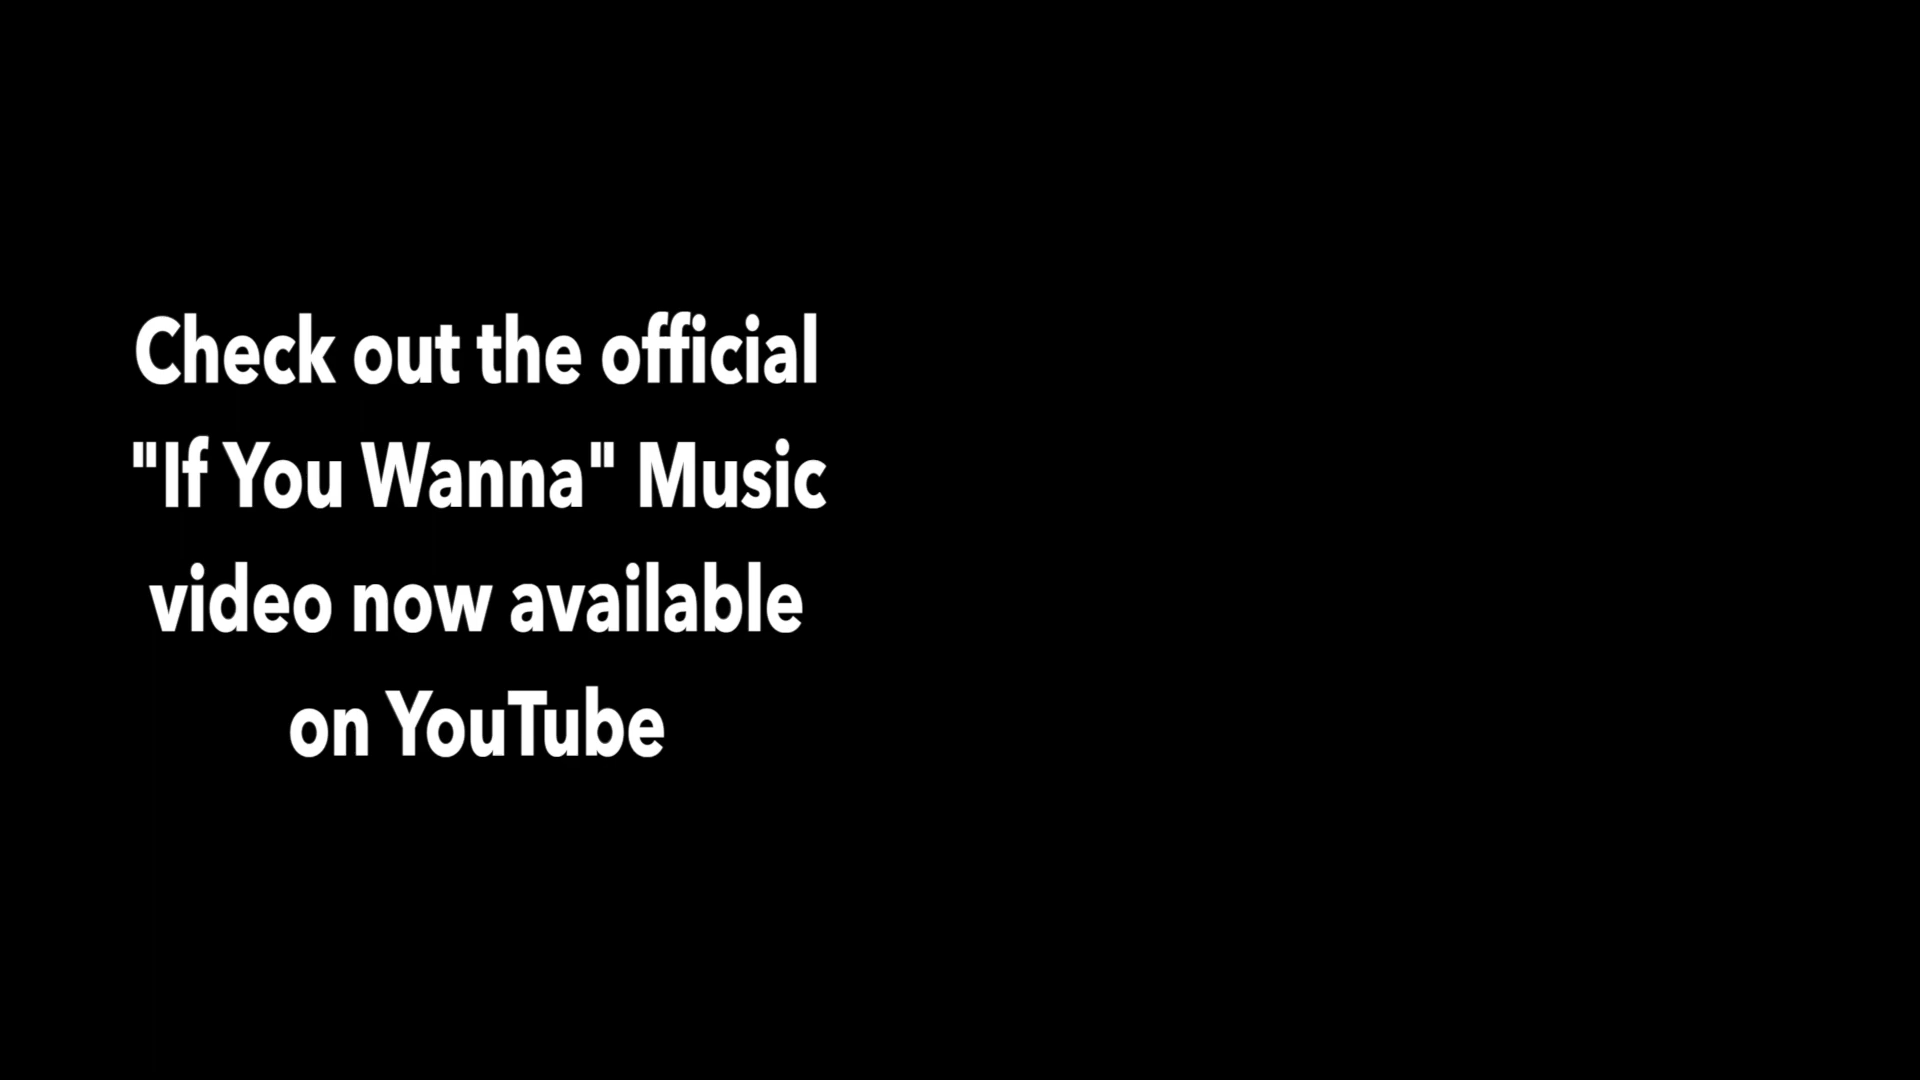 Check out the official
"If You Wanna" Music
video now available
on YouTube